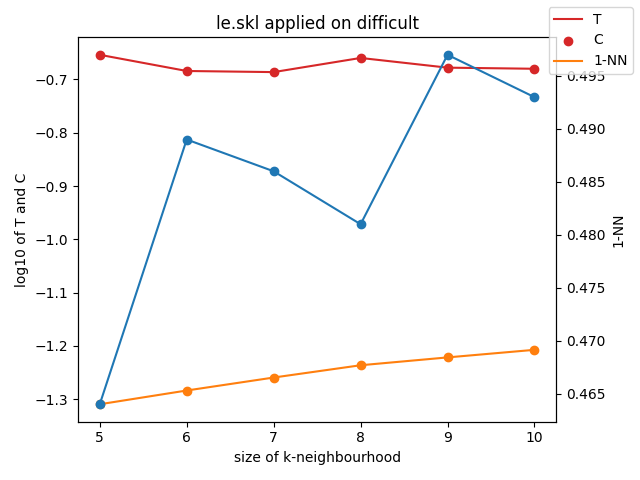 le.skl applied on difficult
T
C
1-NN
−0.7
−0.8
−0.9
−1.0
−1.1
−1.2
−1.3
log10 of T and C
0.495
0.490
0.485
0.480
0.475
0.470
0.465
1-NN
5 6 7 8 9 10
size of k-neighbourhood